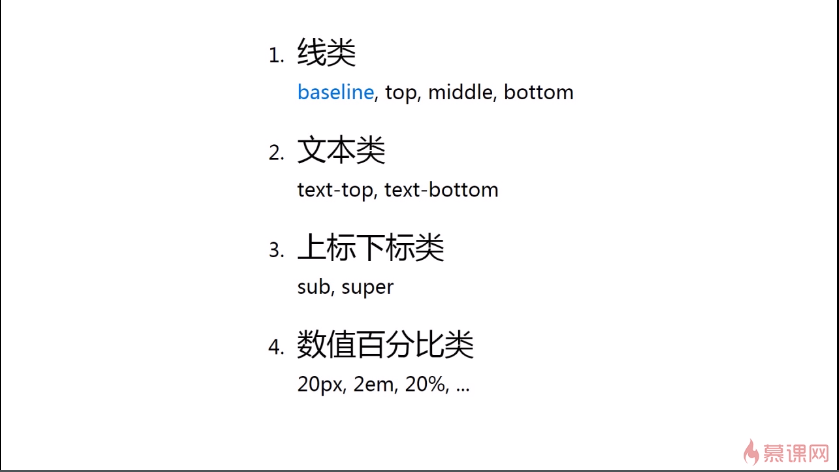 1. 线类
baseline, top, middle, bottom
2. 文本类
text-top, text-bottom
3. 上标下标类
sub, super
4. 数值百分比类
20px, 2em, 20%, ...
慕课网